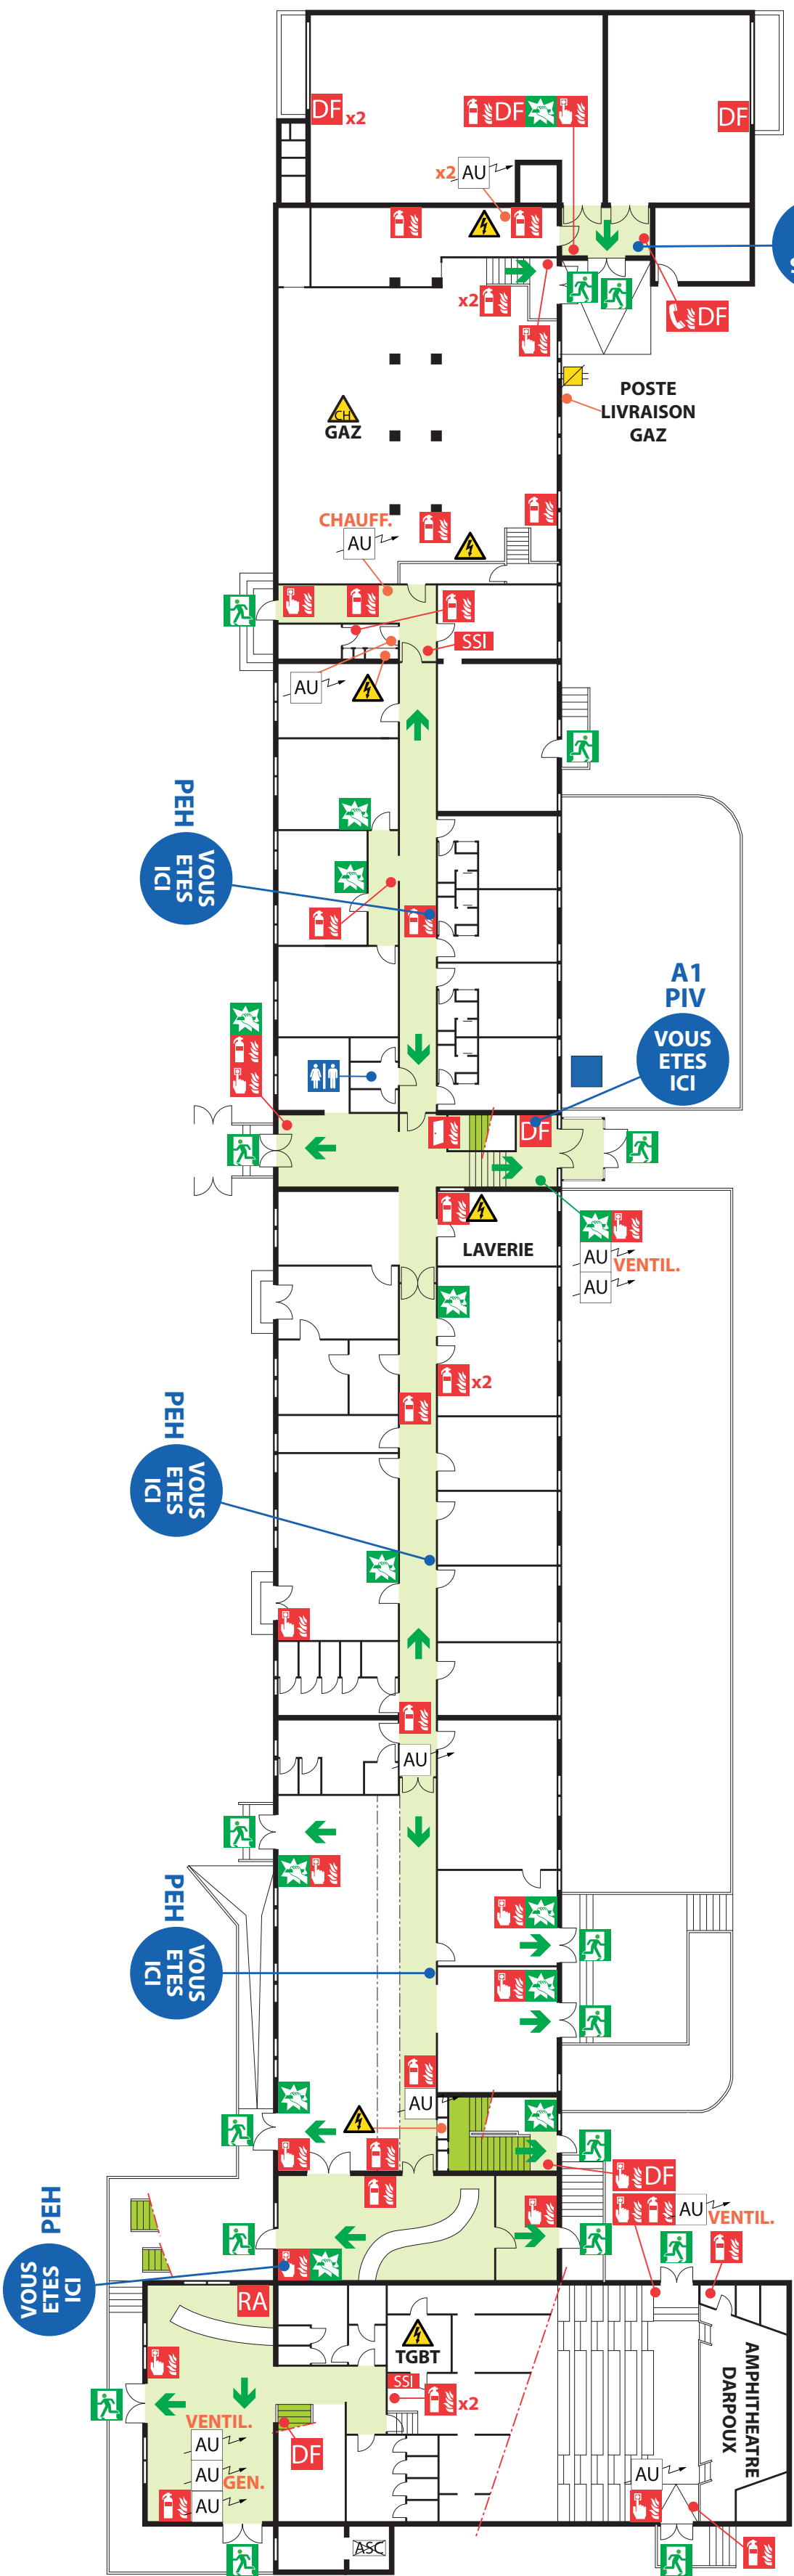 DF x2
DF
DF
x2 AU
S
x2
DF
POSTE
LIVRAISON
GAZ
CH
GAZ
CHAUFF.
AU
SSI
AU
PEH
VOUS
ETES
ICI
A1
PIV
VOUS
ETES
ICI
DF
LAVERIE
AU VENTIL.
AU
x2
PEH
VOUS
ETES
ICI
AU
PEH
VOUS
ETES
ICI
AU
DF
AU VENTIL.
PEH
VOUS
ETES
ICI
RA
TGBT
SSI
x2
AMPHITHEATRE
DARPOUX
VENTIL.
AU
DF
AU GEN.
AU
AU
ASC